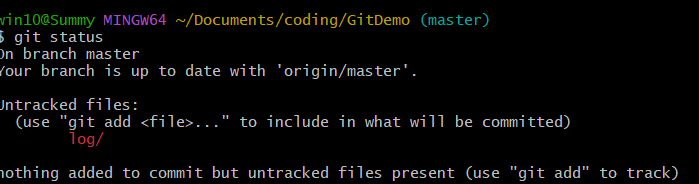 win10@Summy MINGW64 ~/Documents/coding/GitDemo (master)
$ git status
On branch master
Your branch is up to date with 'origin/master'.
Untracked files:
(use "git add <file>..." to include in what will be committed)
log/
nothing added to commit but untracked files present (use "git add" to track)